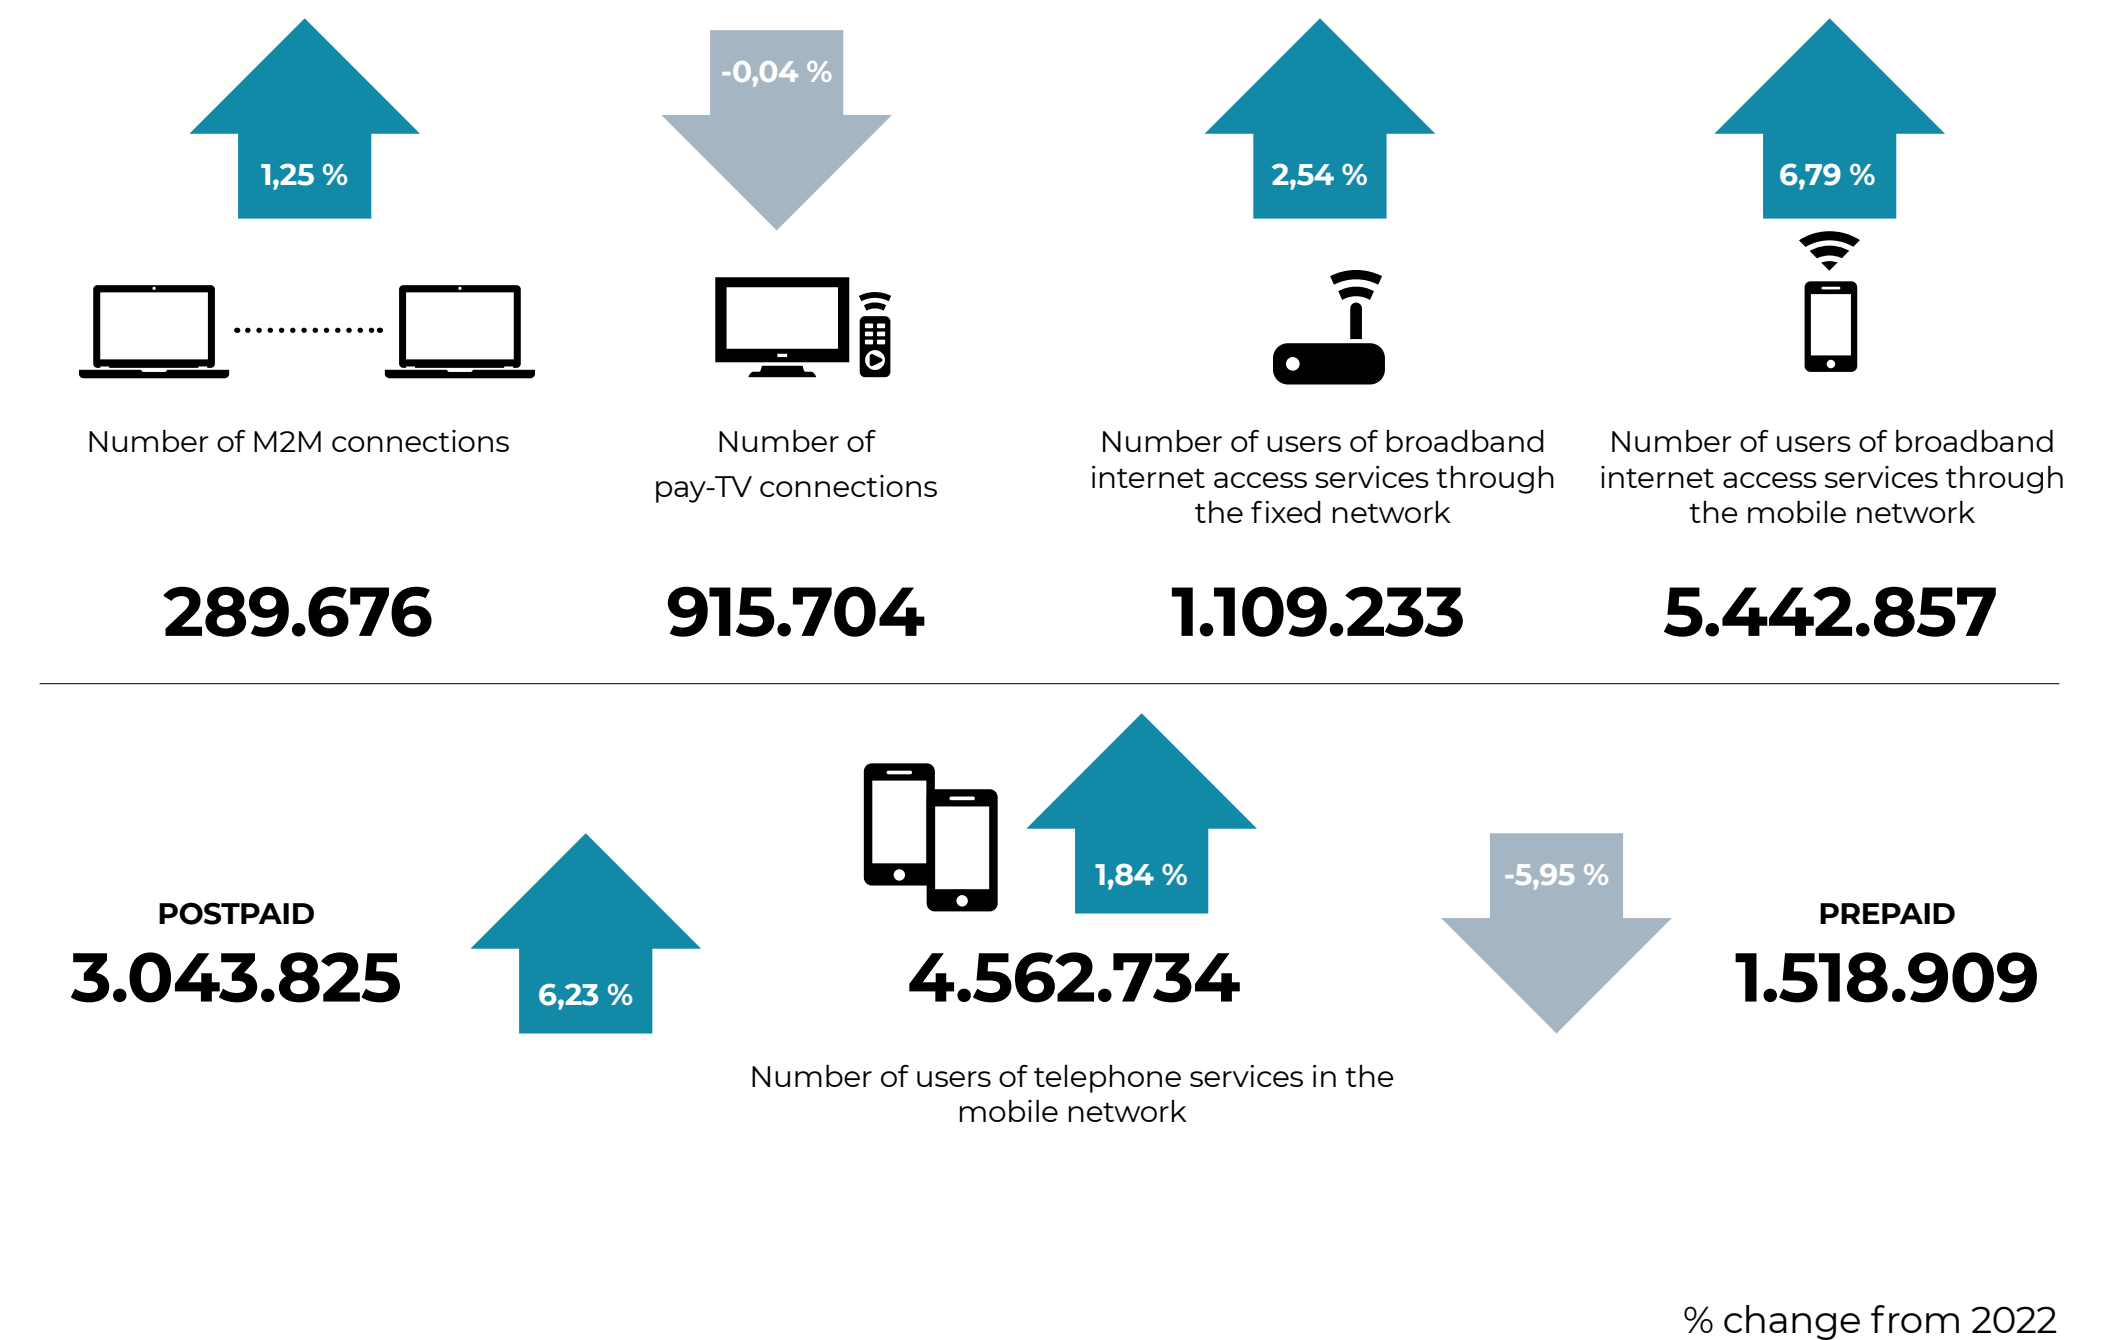 1,25 %
-0,04 %
2,54 %
6,79 %
Number of M2M connections
Number of
pay-TV connections
Number of users of broadband
internet access services through
the fixed network
Number of users of broadband
internet access services through
the mobile network
289.676
915.704
1.109.233
5.442.857
POSTPAID
3.043.825
6,23 %
1,84 %
4.562.734
Number of users of telephone services in the
mobile network
-5,95 %
PREPAID
1.518.909
% change from 2022